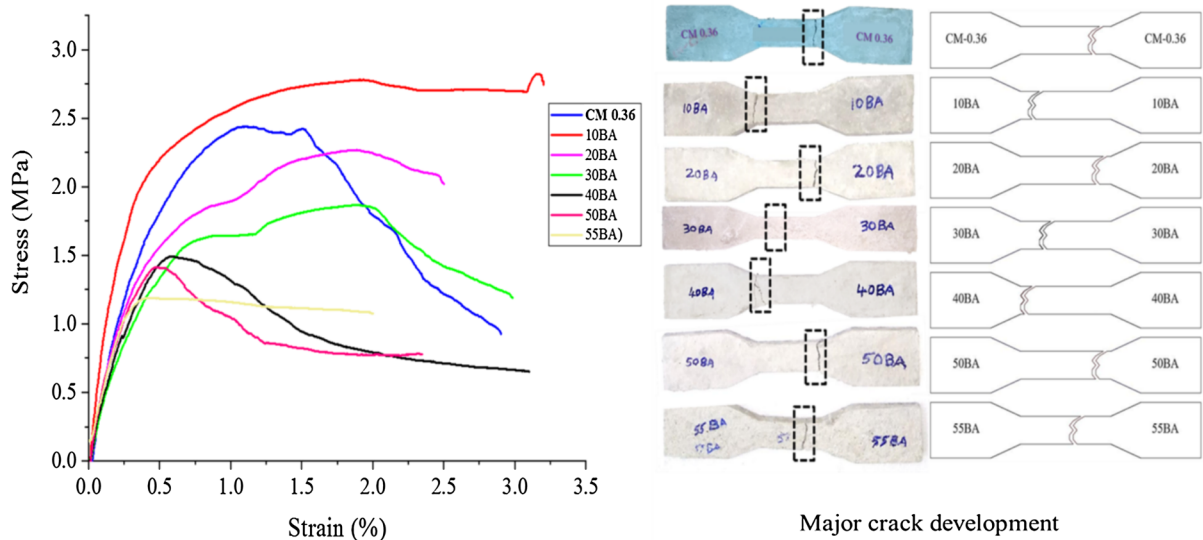 Stress (MPa)
3.0
2.5
2.0
1.5
1.0
0.5
0.0
0.0
0.5
1.0
1.5
2.0
2.5
3.0
3.5
Strain (%)
CM 0.36
10BA
20BA
30BA
40BA
50BA
55BA)
CM 0.36 CM 0.36
10BA 10BA
20BA 20BA
30BA 30BA
40BA 40BA
50BA 50BA
55BA 55BA
CM-0.36 CM-0.36
10BA 10BA
20BA 20BA
30BA 30BA
40BA 40BA
50BA 50BA
55BA 55BA
Major crack development